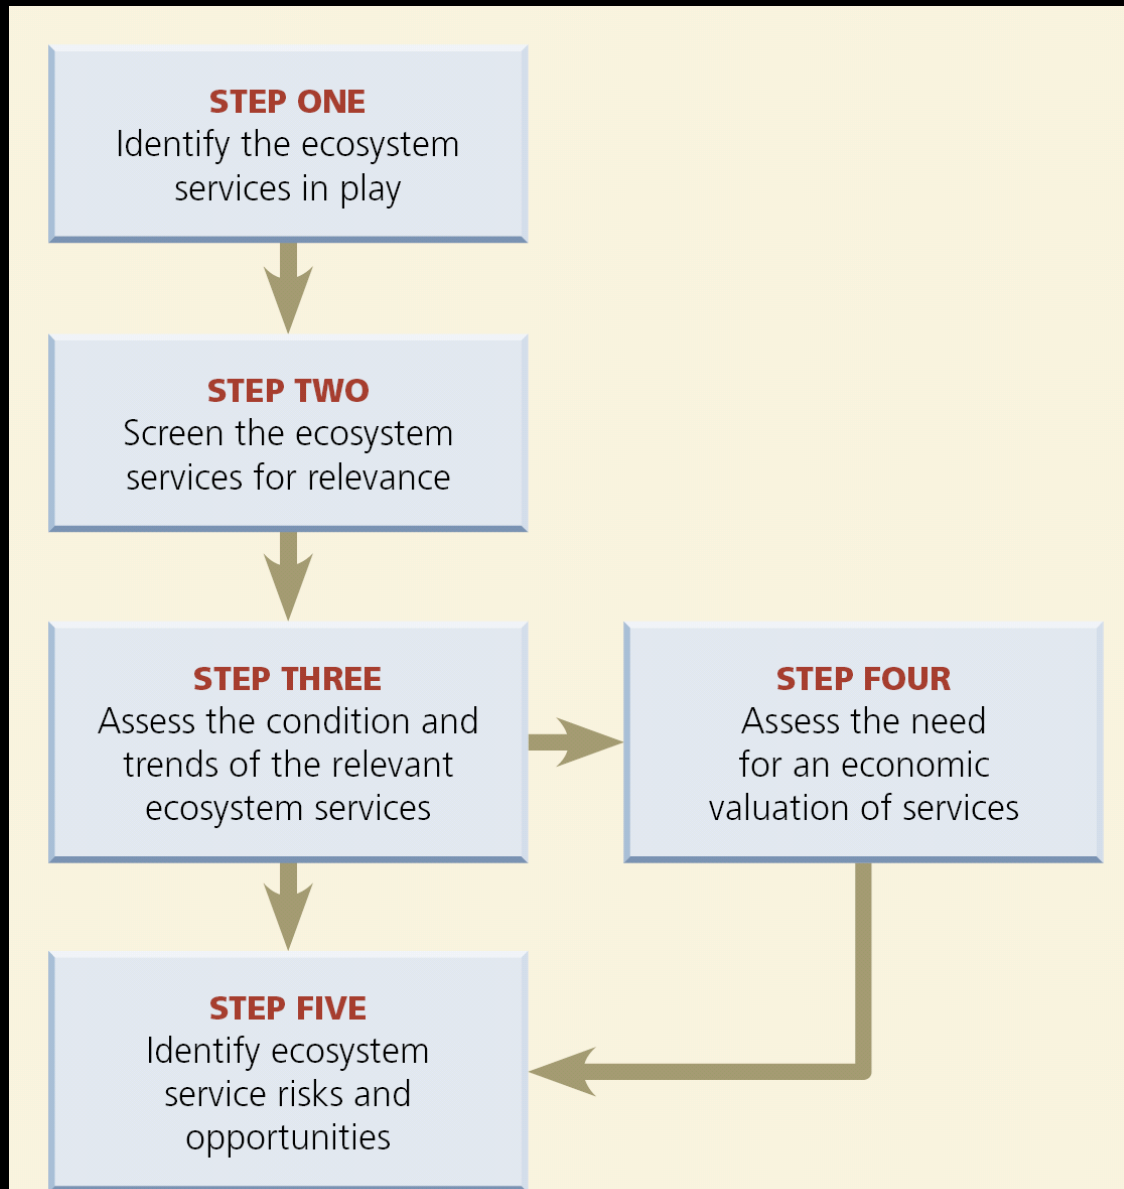 STEP ONE
Identify the ecosystem
services in play
STEP TWO
Screen the ecosystem
services for relevance
STEP THREE
Assess the condition and
trends of the relevant
ecosystem services
STEP FOUR
Assess the need
for an economic
valuation of services
STEP FIVE
Identify ecosystem
service risks and
opportunities